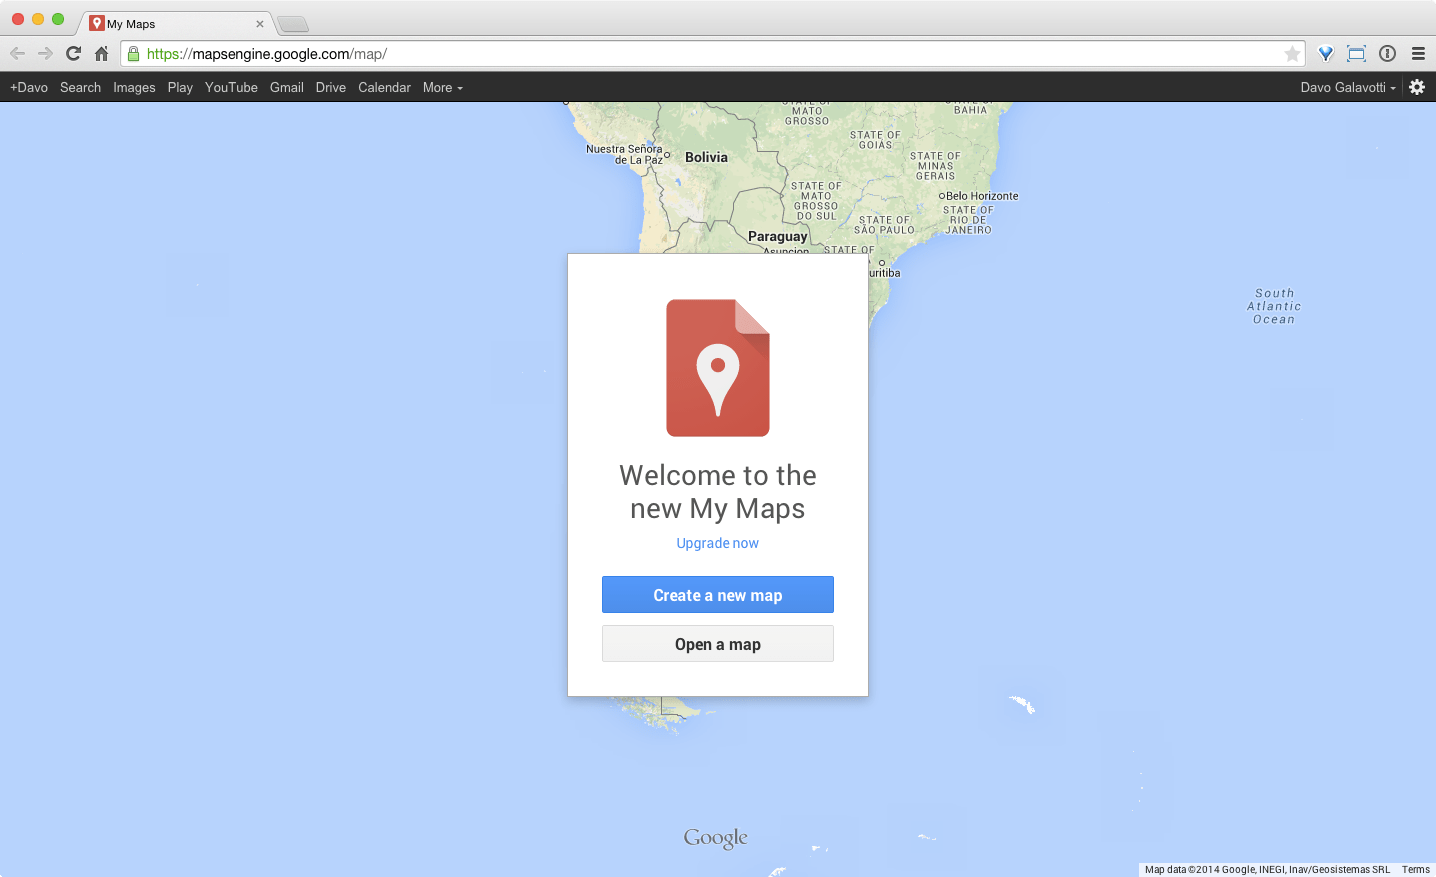 My Maps
https://mapsengine.google.com/map/
+Davo Search Images Play YouTube Gmail Drive Calendar More
Davo Galavotti
STATE OF
MATO
GROSSO
STATE OF
BAHIA
STATE OF
GOIÁS
Nuestra Señora
de La Paz
Bolivia
STATE OF
MINAS
GERAIS
STATE OF
MATO
GROSSO
DO SUL
Belo Horizonte
STATE OF
RIO DE
JANEIRO
STATE OF
SÃO PAULO
Paraguay
Asuncion
STATE OF
uritiba
South
Atlantic
Ocean
Welcome to the
new My Maps
Upgrade now
Create a new map
Open a map
Google
Map data ©2014 Google, INEGI, Inav/Geosistemas SRL Terms